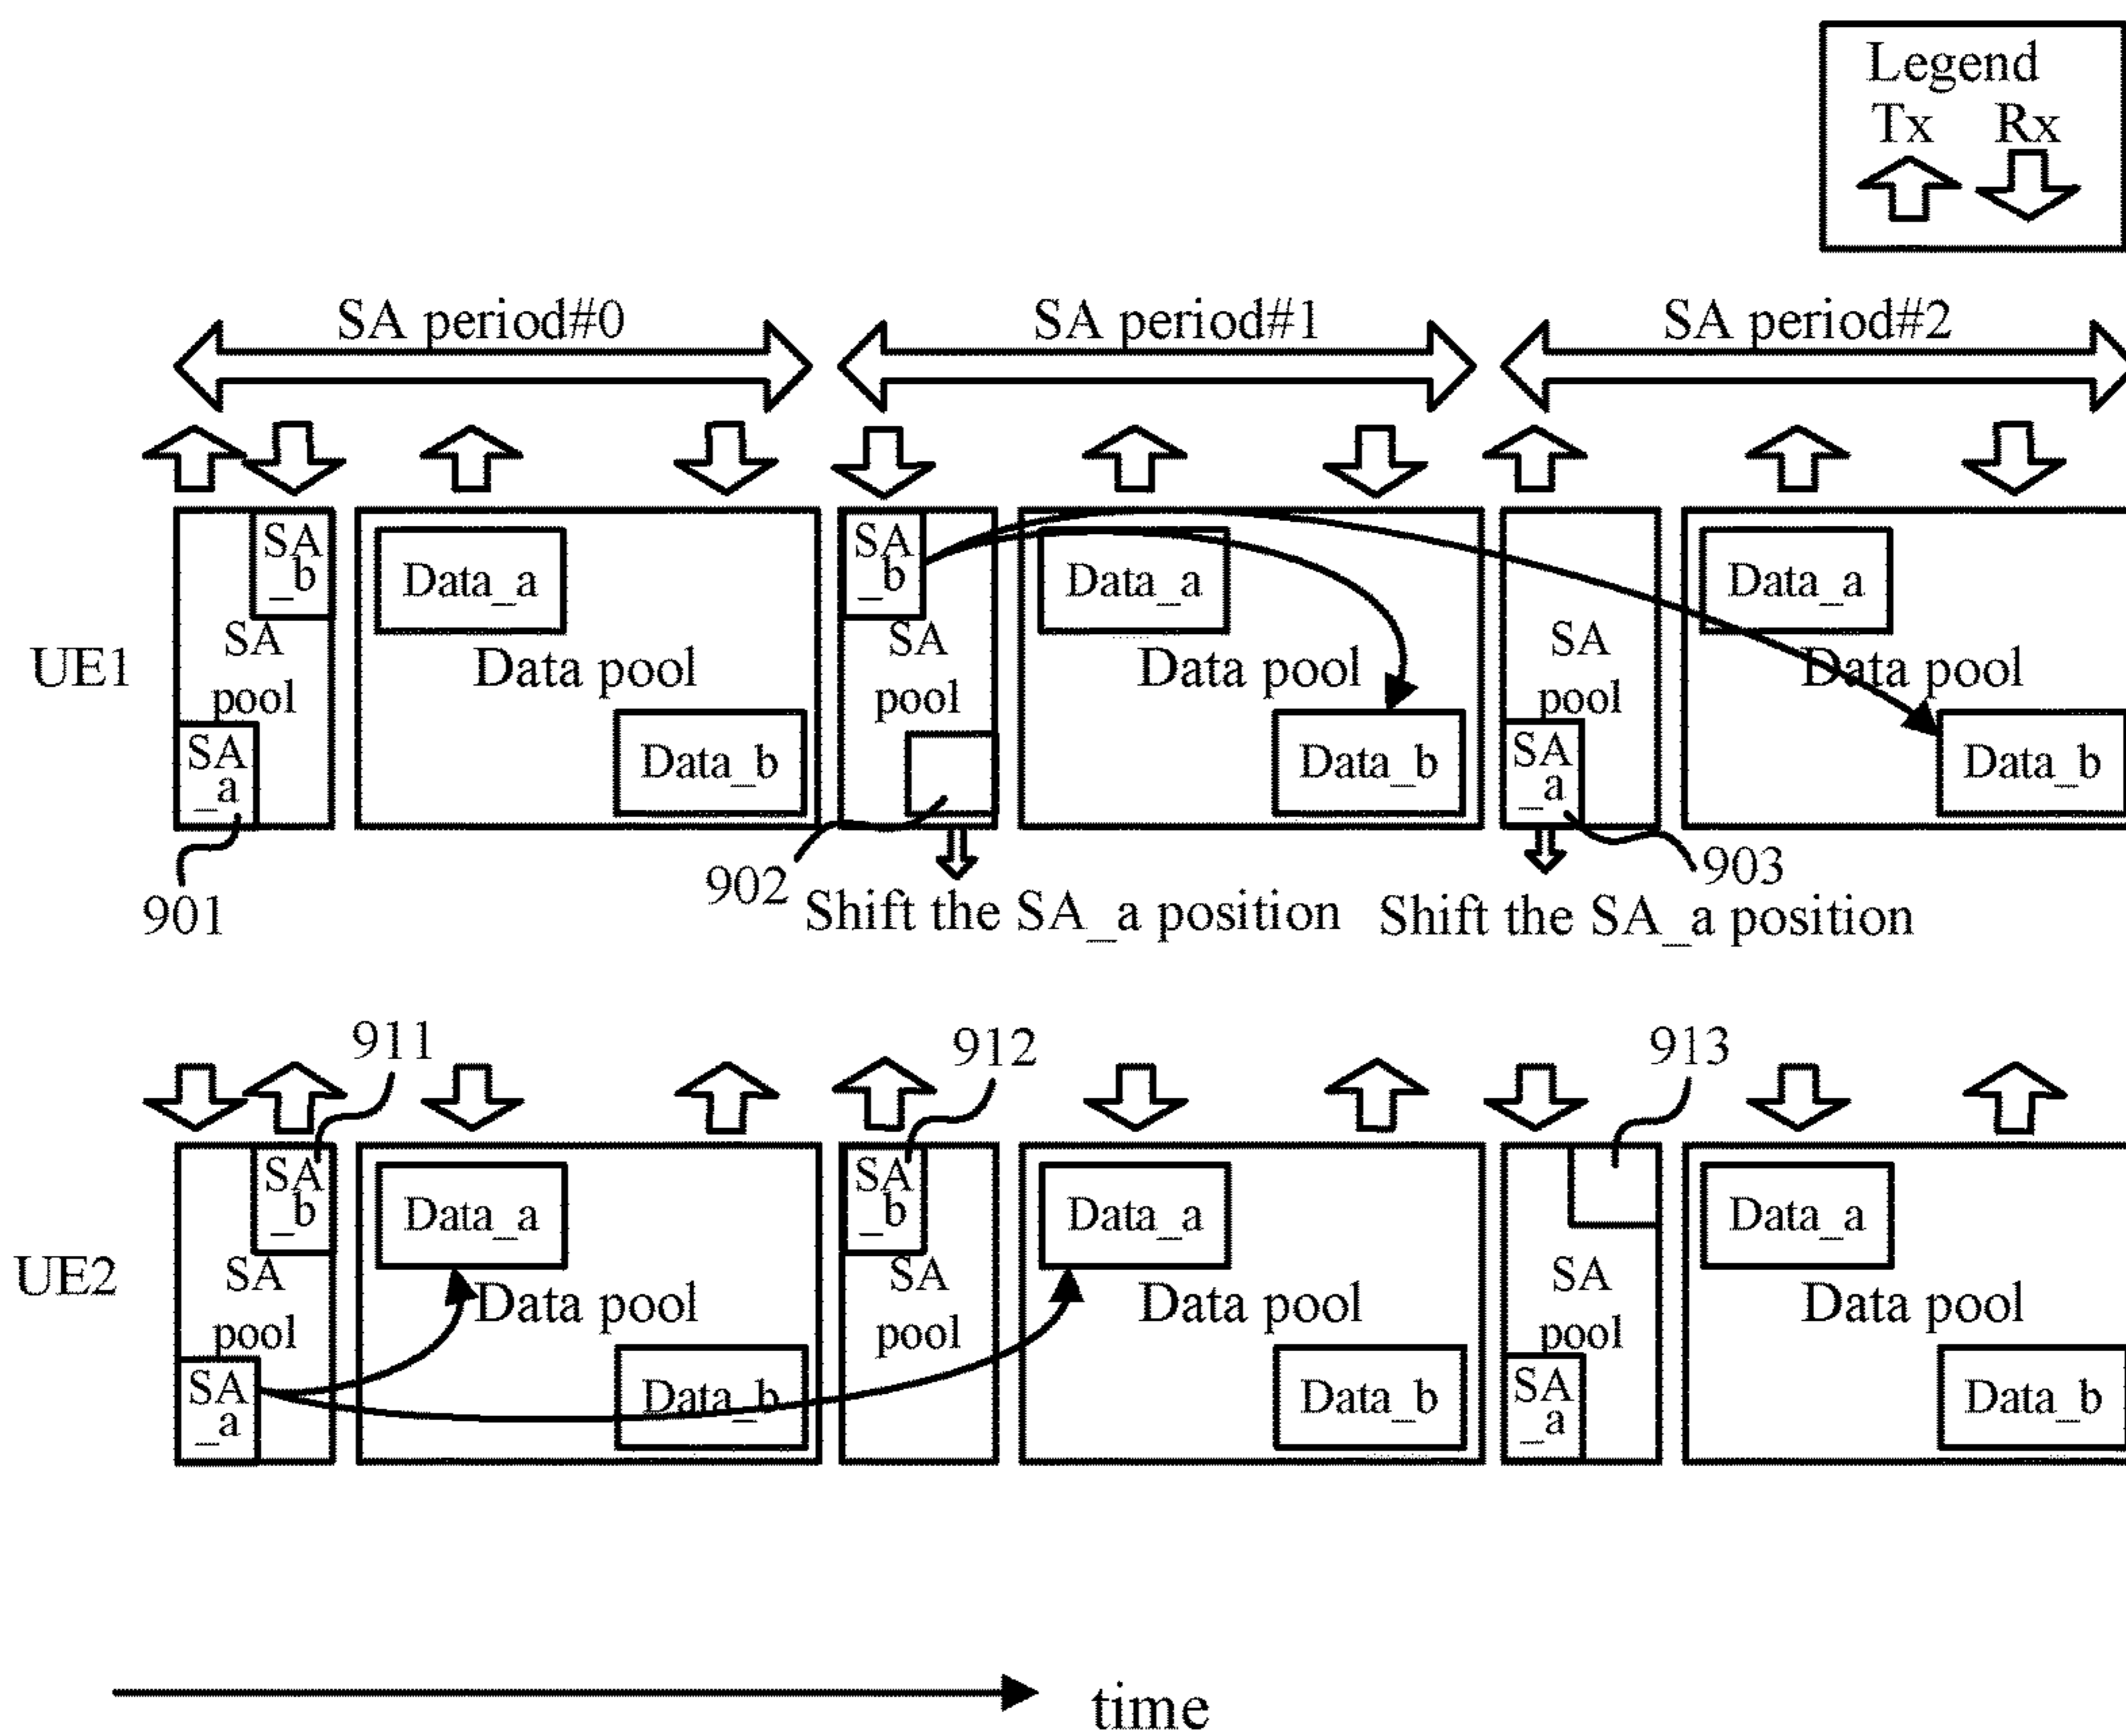 Legend
Tx Rx
SA period#0 SA period#1 SA period#2
UE1
SA
_b
SA
pool
SA
_a
Data_a
Data pool
Data_b
SA
_b
SA
pool
Data_a
Data pool
Data_b
SA
pool
SA
_a
Data_a
Data pool
Data_b
901
902
Shift the SA_a position
903
Shift the SA_a position
911
912
913
UE2
SA
_b
SA
pool
SA
_a
Data_a
Data pool
Data_b
SA
_b
SA
pool
Data_a
Data pool
Data_b
SA
pool
SA
_a
Data_a
Data pool
Data_b
time